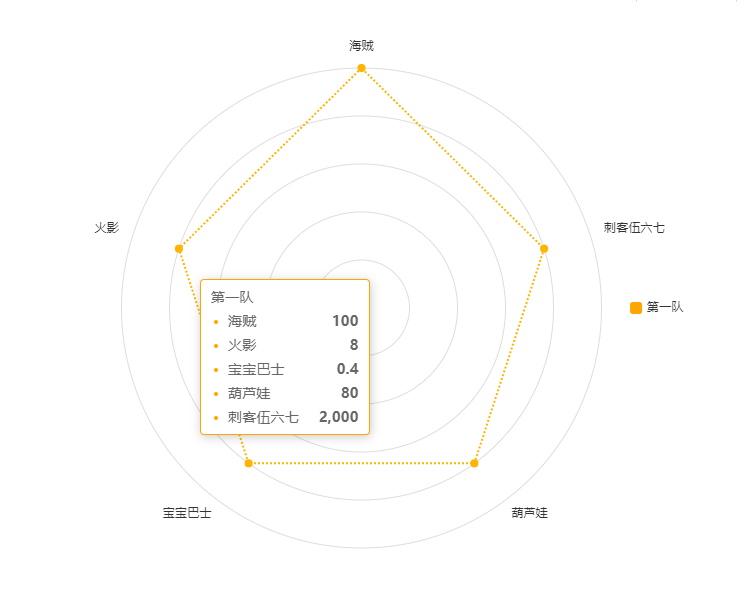 海贼
火影
刺客伍六七
第一队
海贼 100
火影 8
宝宝巴士 0.4
葫芦娃 80
刺客伍六七 2,000
第一队
宝宝巴士
葫芦娃